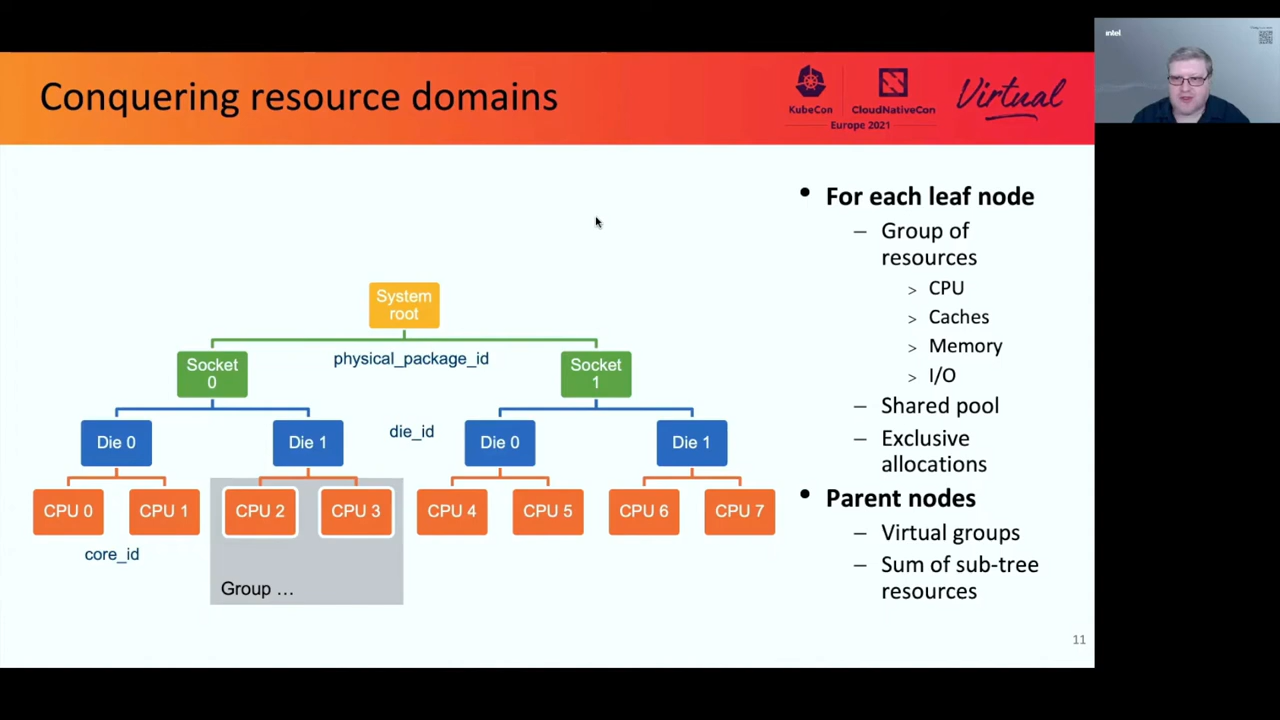 Conquering resource domains
KubeCon
CloudNativeCon
Europe 2021
Virtual
intel
System
root
physical_package_id
Socket
0
Socket
1
die_id
Die 0
Die 1
Die 0
Die 1
CPU 0
CPU 1
CPU 2
CPU 3
CPU 4
CPU 5
CPU 6
CPU 7
core_id
Group …
• For each leaf node
– Group of
resources
> CPU
> Caches
> Memory
> I/O
– Shared pool
– Exclusive
allocations
• Parent nodes
– Virtual groups
– Sum of sub-tree
resources
11